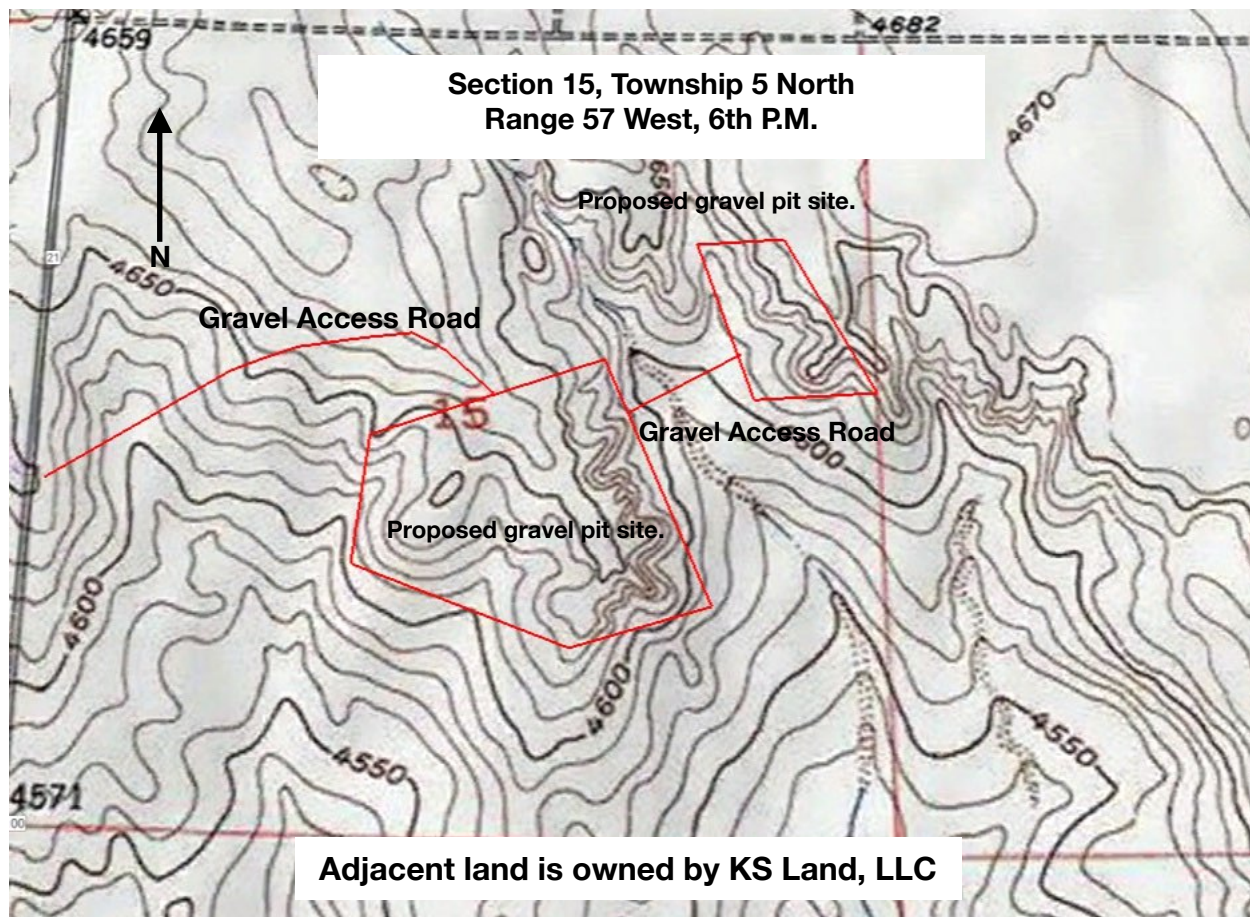 4659
4682
Section 15, Township 5 North
Range 57 West, 6th P.M.
4670
N
Proposed gravel pit site.
21
4650
Gravel Access Road
15
Gravel Access Road
Proposed gravel pit site.
4600
4600
4550
4550
4571
00
Adjacent land is owned by KS Land, LLC